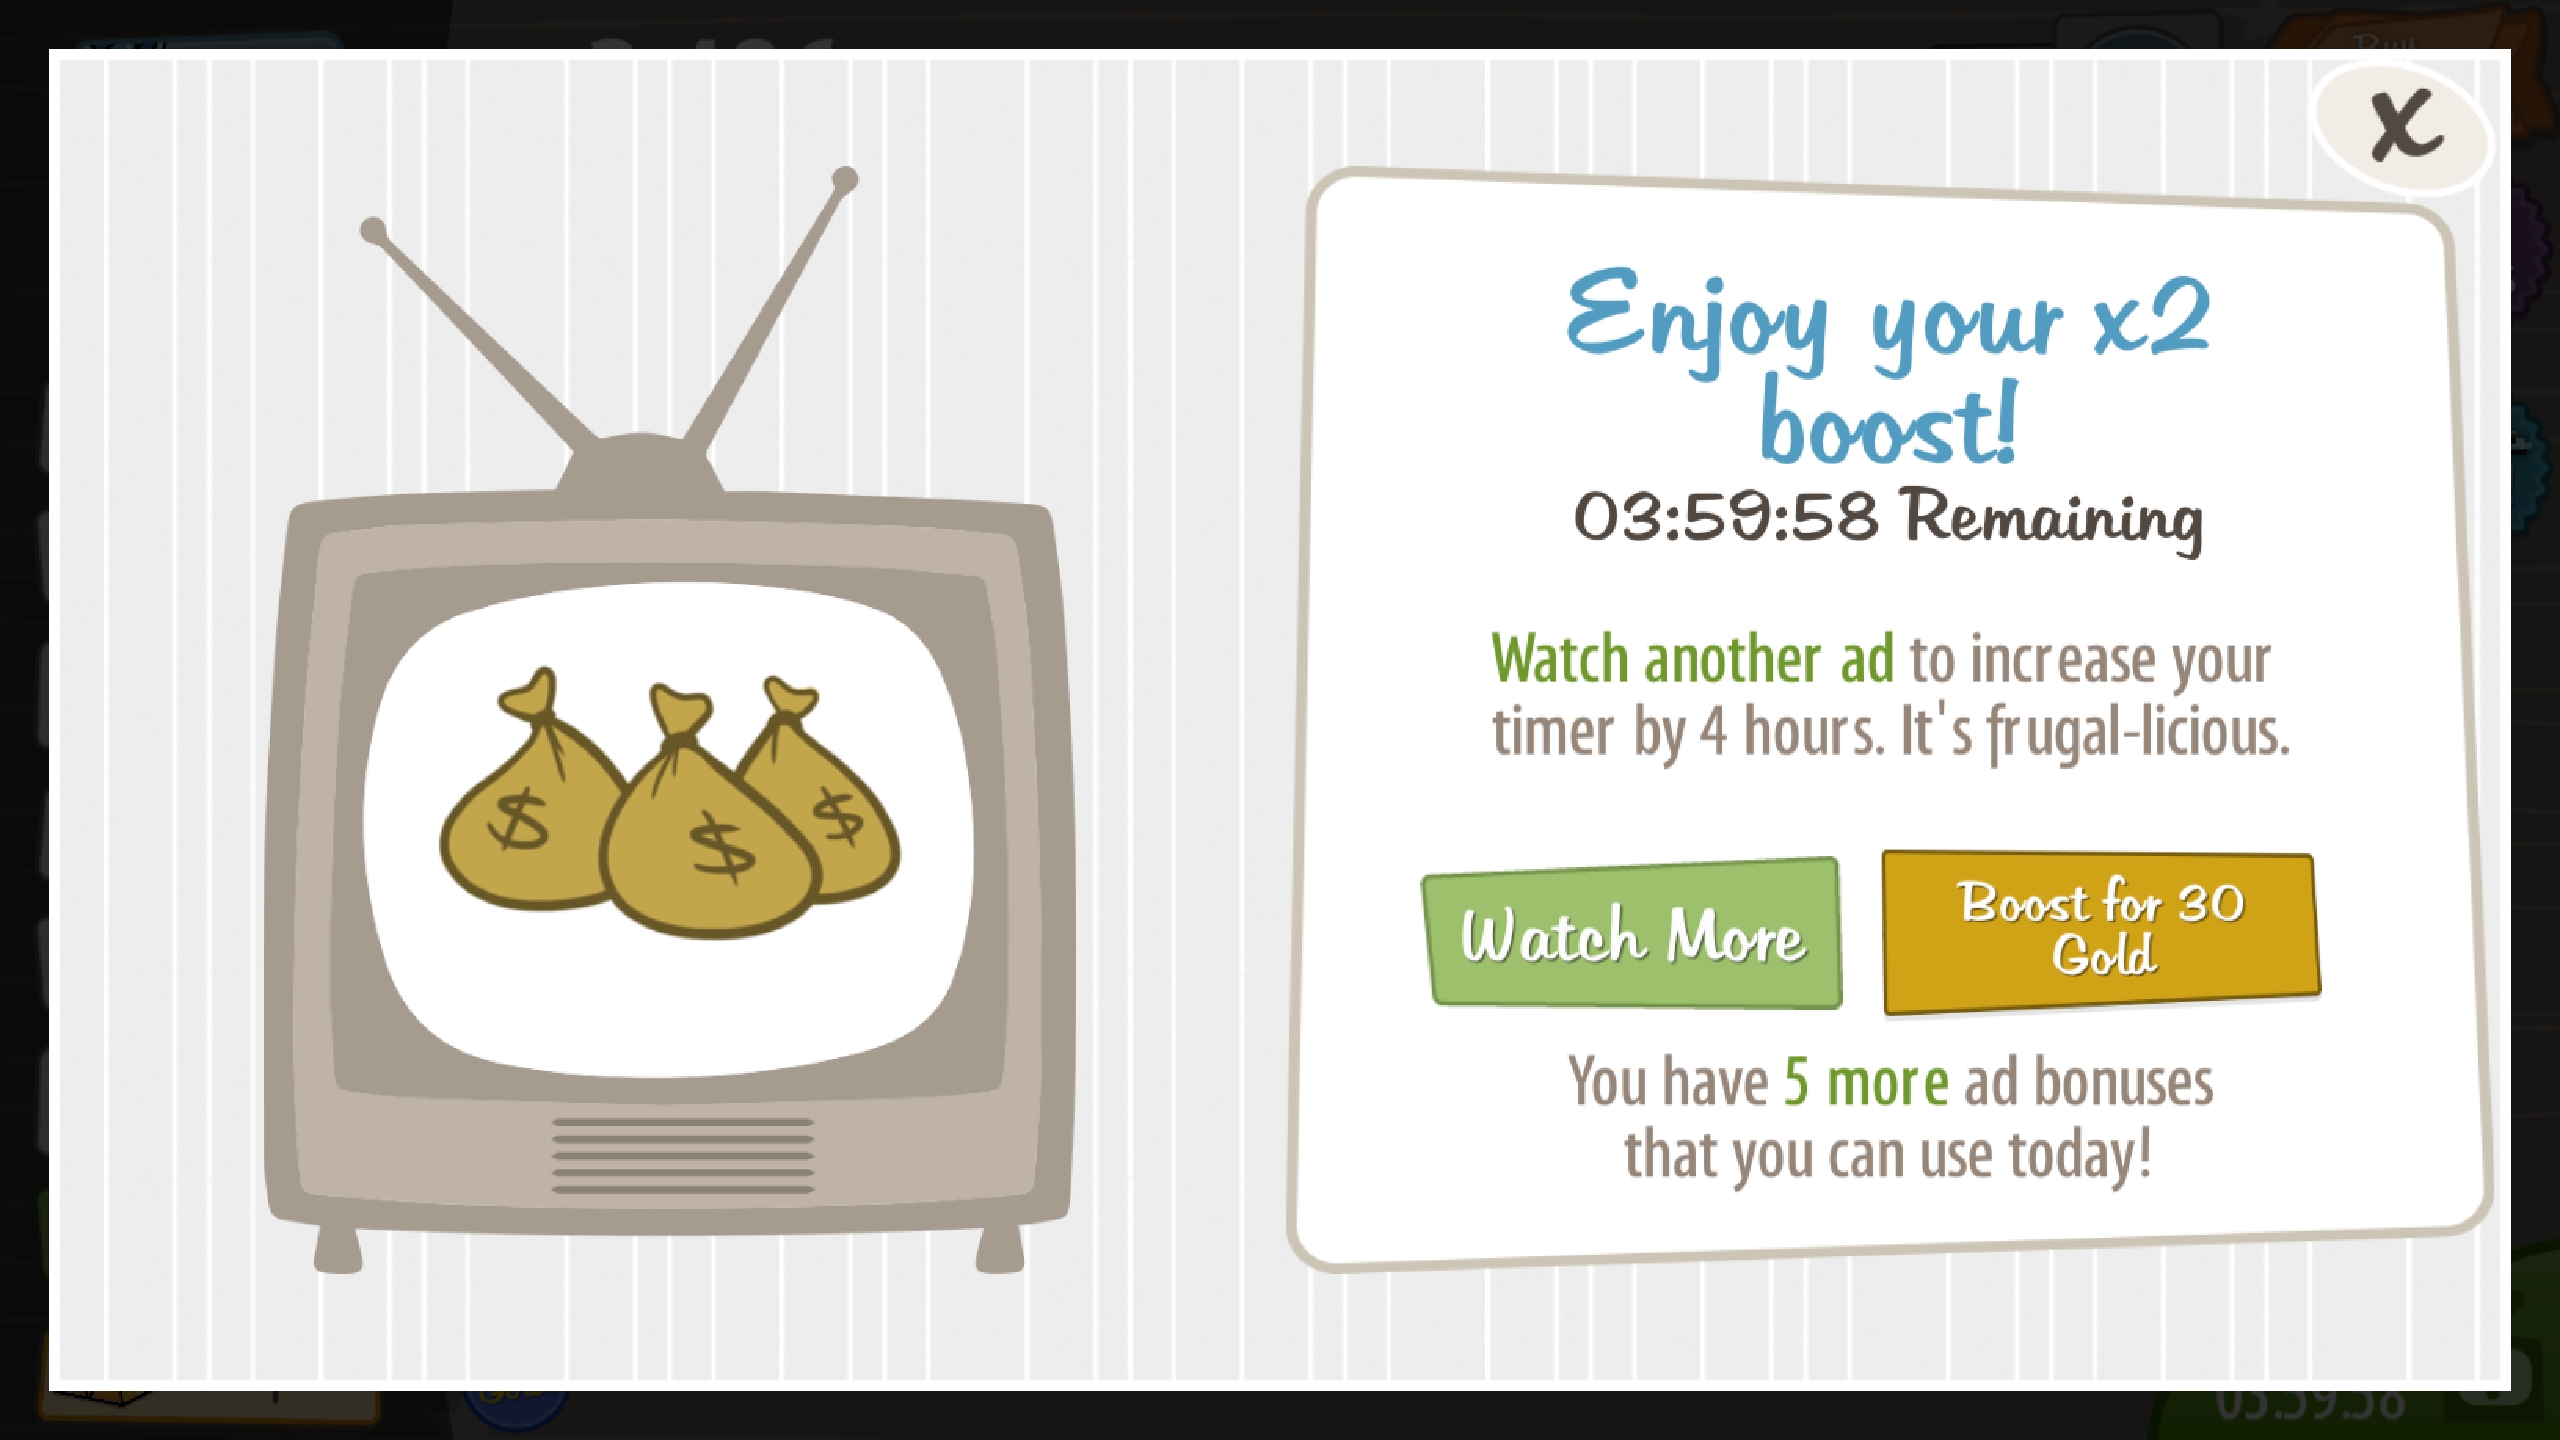 X
Enjoy your x2
boost!
03:59:58 Remaining
Watch another ad to increase your
timer by 4 hours. It's frugal-licious.
Watch More
Boost for 30
Gold
You have 5 more ad bonuses
that you can use today!
$ $ $
03:59:58